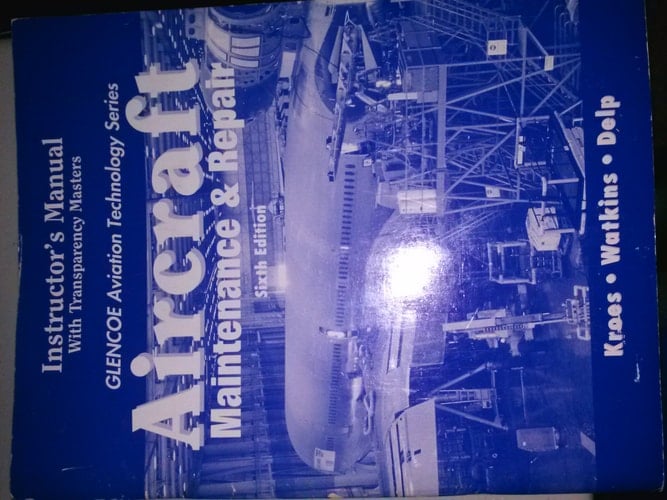 Instructor's Manual
With Transparency Masters
GLENCOE Aviation Technology Series
Aircraft
Maintenance & Repair
Sixth Edition
Kroes • Watkins • Delp